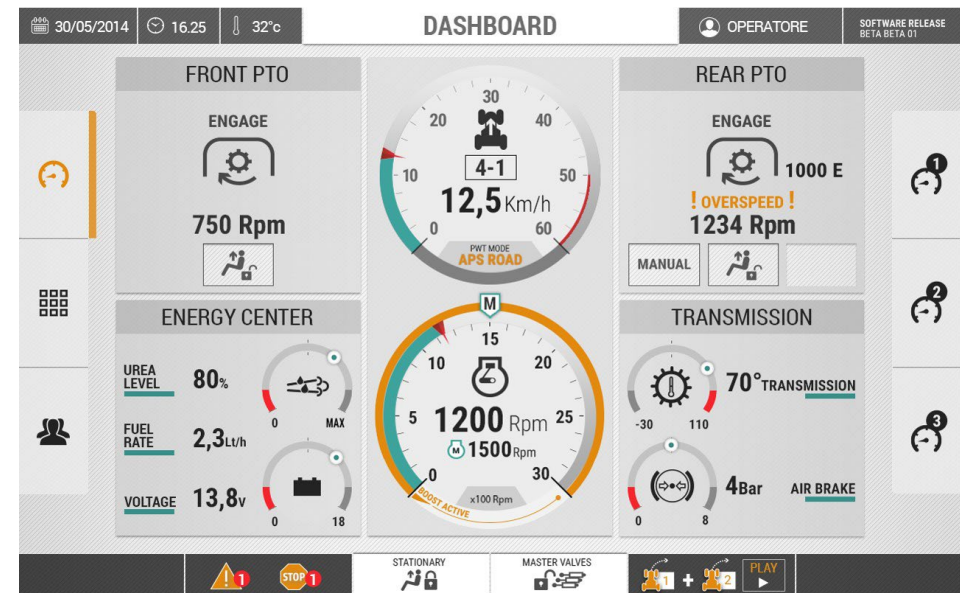 30/05/2014
16.25
32°c
DASHBOARD
OPERATORE
SOFTWARE RELEASE
BETA BETA 01
FRONT PTO
ENGAGE
750 Rpm
30
20
40
10
50
4-1
12,5 Km/h
0
60
PWT MODE
APS ROAD
REAR PTO
ENGAGE
1000 E
! OVERSPEED !
1234 Rpm
MANUAL
1
2
3
ENERGY CENTER
UREA
LEVEL
80%
0
MAX
FUEL
RATE
2,3Lt/h
VOLTAGE
13,8v
0
18
M
15
10
20
5
25
1200 Rpm
M 1500Rpm
0
30
BOOST ACTIVE
x100 Rpm
TRANSMISSION
70° TRANSMISSION
-30
110
4Bar
AIR BRAKE
0
8
1
STOP
1
STATIONARY
MASTER VALVES
1
+
2
PLAY